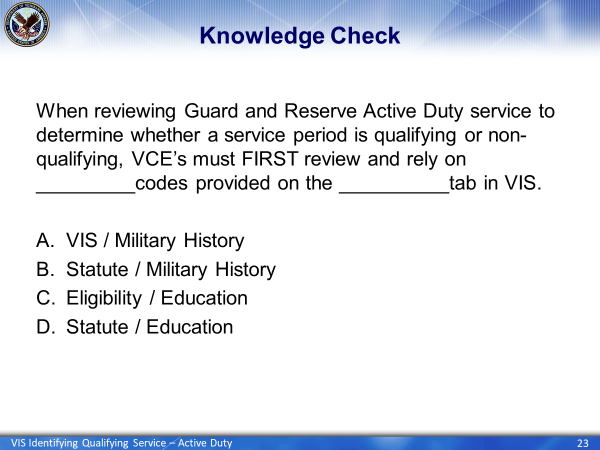 Knowledge Check
When reviewing Guard and Reserve Active Duty service to
determine whether a service period is qualifying or non-
qualifying, VCE's must FIRST review and rely on
_________codes provided on the __________tab in VIS.
A. VIS / Military History
B. Statute / Military History
C. Eligibility / Education
D. Statute / Education
VIS Identifying Qualifying Service – Active Duty
23